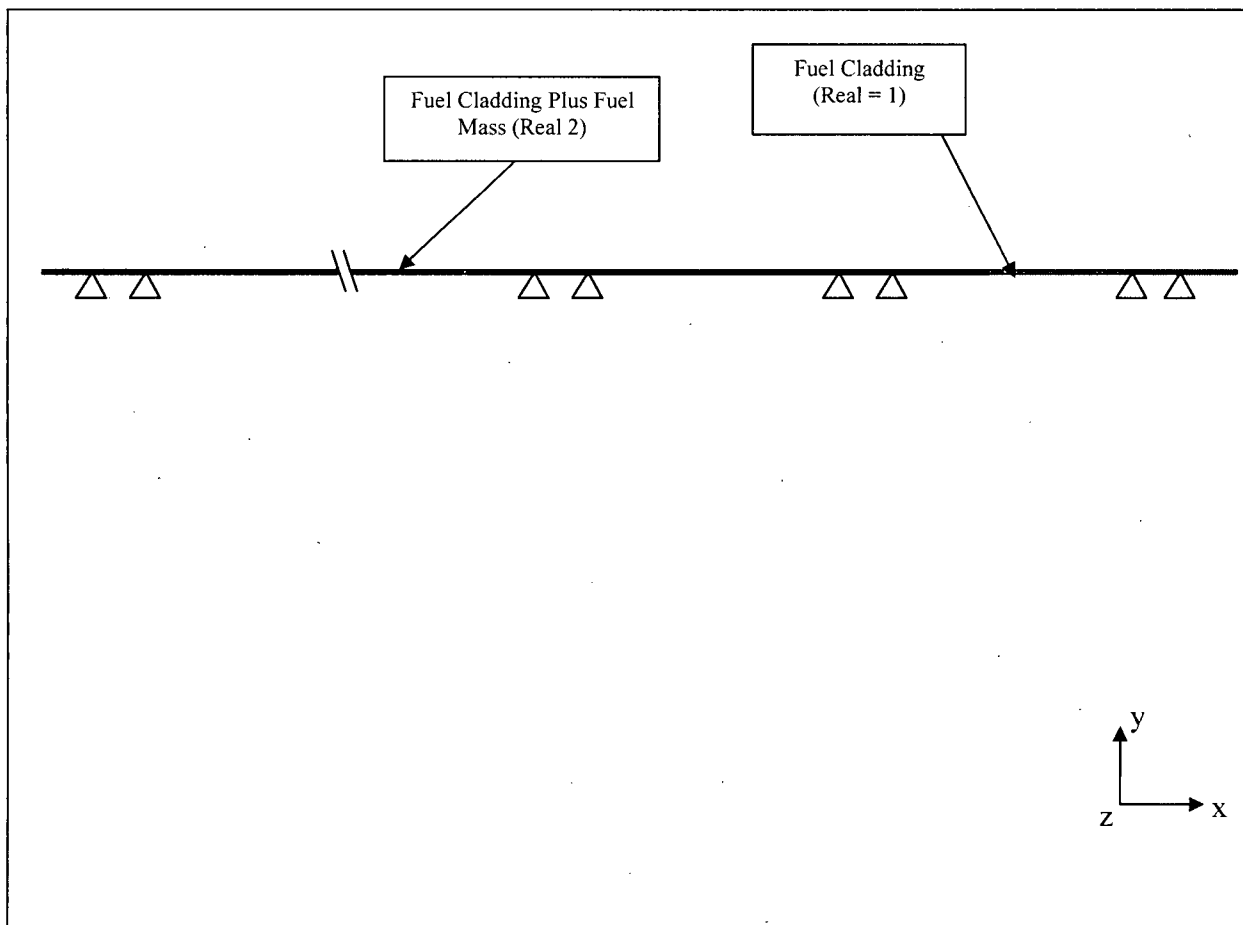 Fuel Cladding Plus Fuel
Mass (Real 2)
Fuel Cladding
(Real = 1)
y
z
x